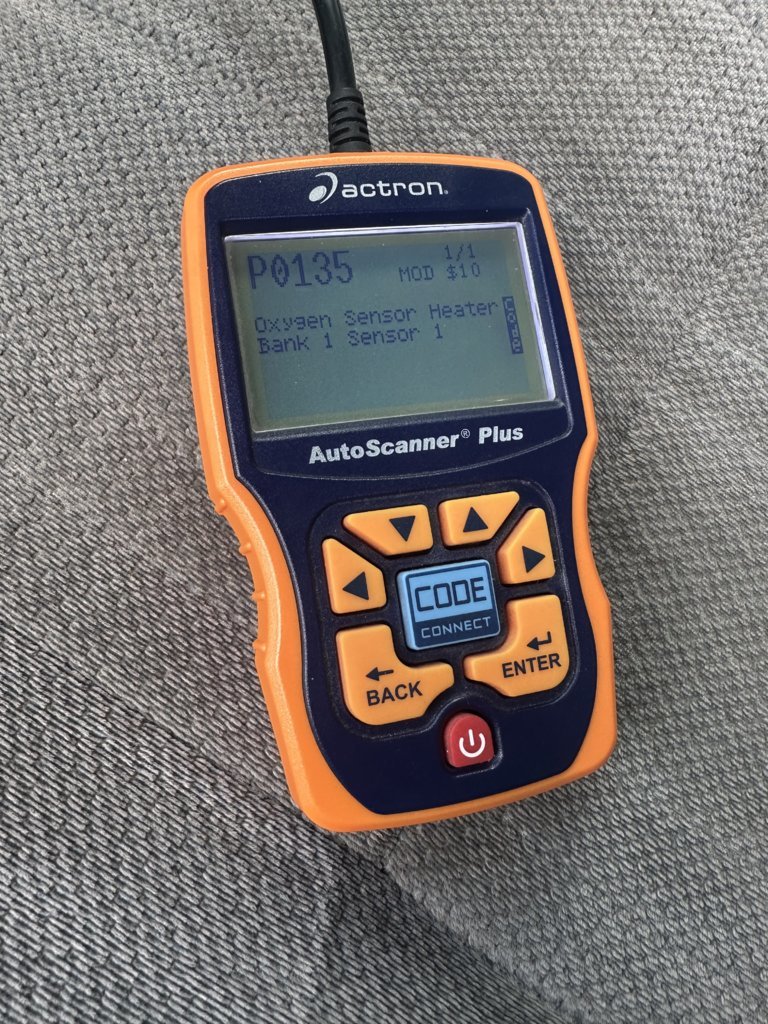 actron®
P0135
1/1
MOD $10
Oxygen Sensor Heater
Bank 1 Sensor 1
AutoScanner® Plus
CODE
CONNECT
BACK
ENTER